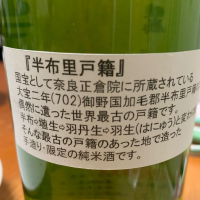 『半布里戸籍』
国宝として奈良正倉院に所蔵されている
大宝二年(702)御野国加毛郡半布里戸籍
偶然に遺った世界最古の戸籍です。
半布→埴生→羽丹生→羽生(はにゅう)と変わ
そんな最古の戸籍のあった地で造った
手造り・限定の純米酒です。